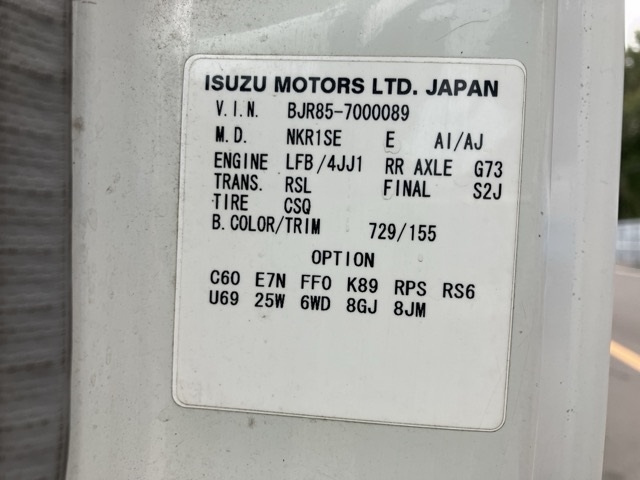 ISUZU MOTORS LTD. JAPAN
V.I.N. BJR85-7000089
M.D. NKR1SE E AI/AJ
ENGINE LFB/4JJ1 RR AXLE G73
TRANS. RSL FINAL S2J
TIRE CSQ
B.COLOR/TRIM 729/155
OPTION
C60 E7N FF0 K89 RPS RS6
U69 25W 6WD 8GJ 8JM